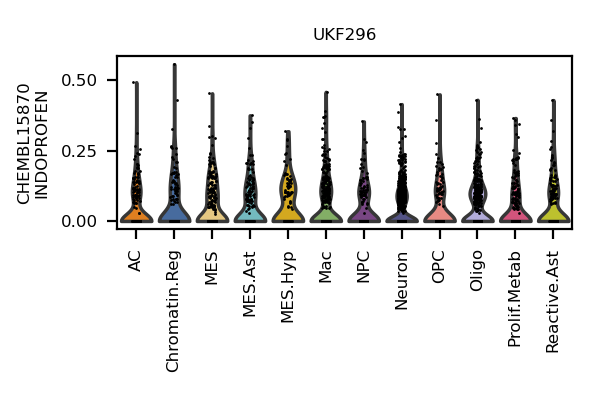 UKF296
CHEMBL15870
INDOPROFEN
0.50
0.25
0.00
AC
Chromatin.Reg
MES
MES.Ast
MES.Hyp
Mac
NPC
Neuron
OPC
Oligo
Prolif.Metab
Reactive.Ast